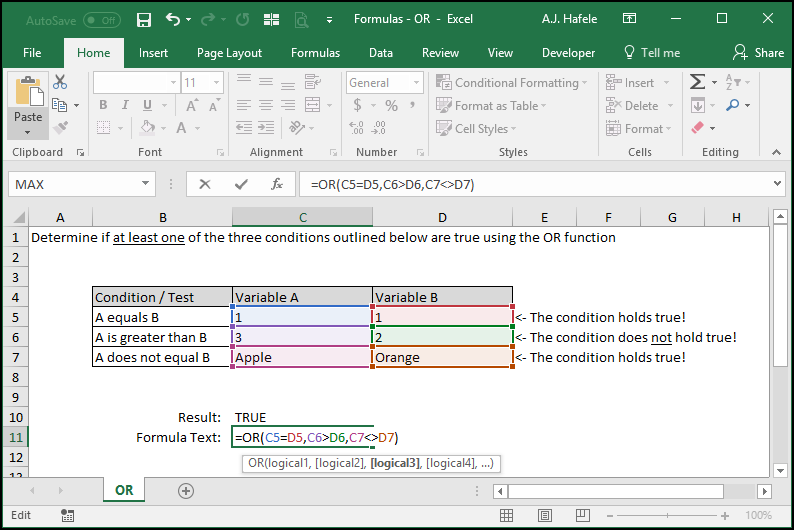 AutoSave Off Formulas - OR - Excel A.J. Hafele
File Home Insert Page Layout Formulas Data Review View Developer Tell me Share
Paste
11
B I U A A
A
General
$ % ,
Conditional Formatting
Format as Table
Cell Styles
Insert
Delete
Format
Clipboard Font Alignment Number Styles Cells Editing
MAX fx =OR(C5=D5,C6>D6,C7<>D7)
A B C D E F G H
1 Determine if at least one of the three conditions outlined below are true using the OR function
2
3
4 Condition / Test Variable A Variable B
5 A equals B 1 1 <- The condition holds true!
6 A is greater than B 3 2 <- The condition does not hold true!
7 A does not equal B Apple Orange <- The condition holds true!
8
9
10 Result: TRUE
11 Formula Text: =OR(C5=D5,C6>D6,C7<>D7)
12 OR(logical1, [logical2], [logical3], [logical4], ...)
13
OR
Edit 100%